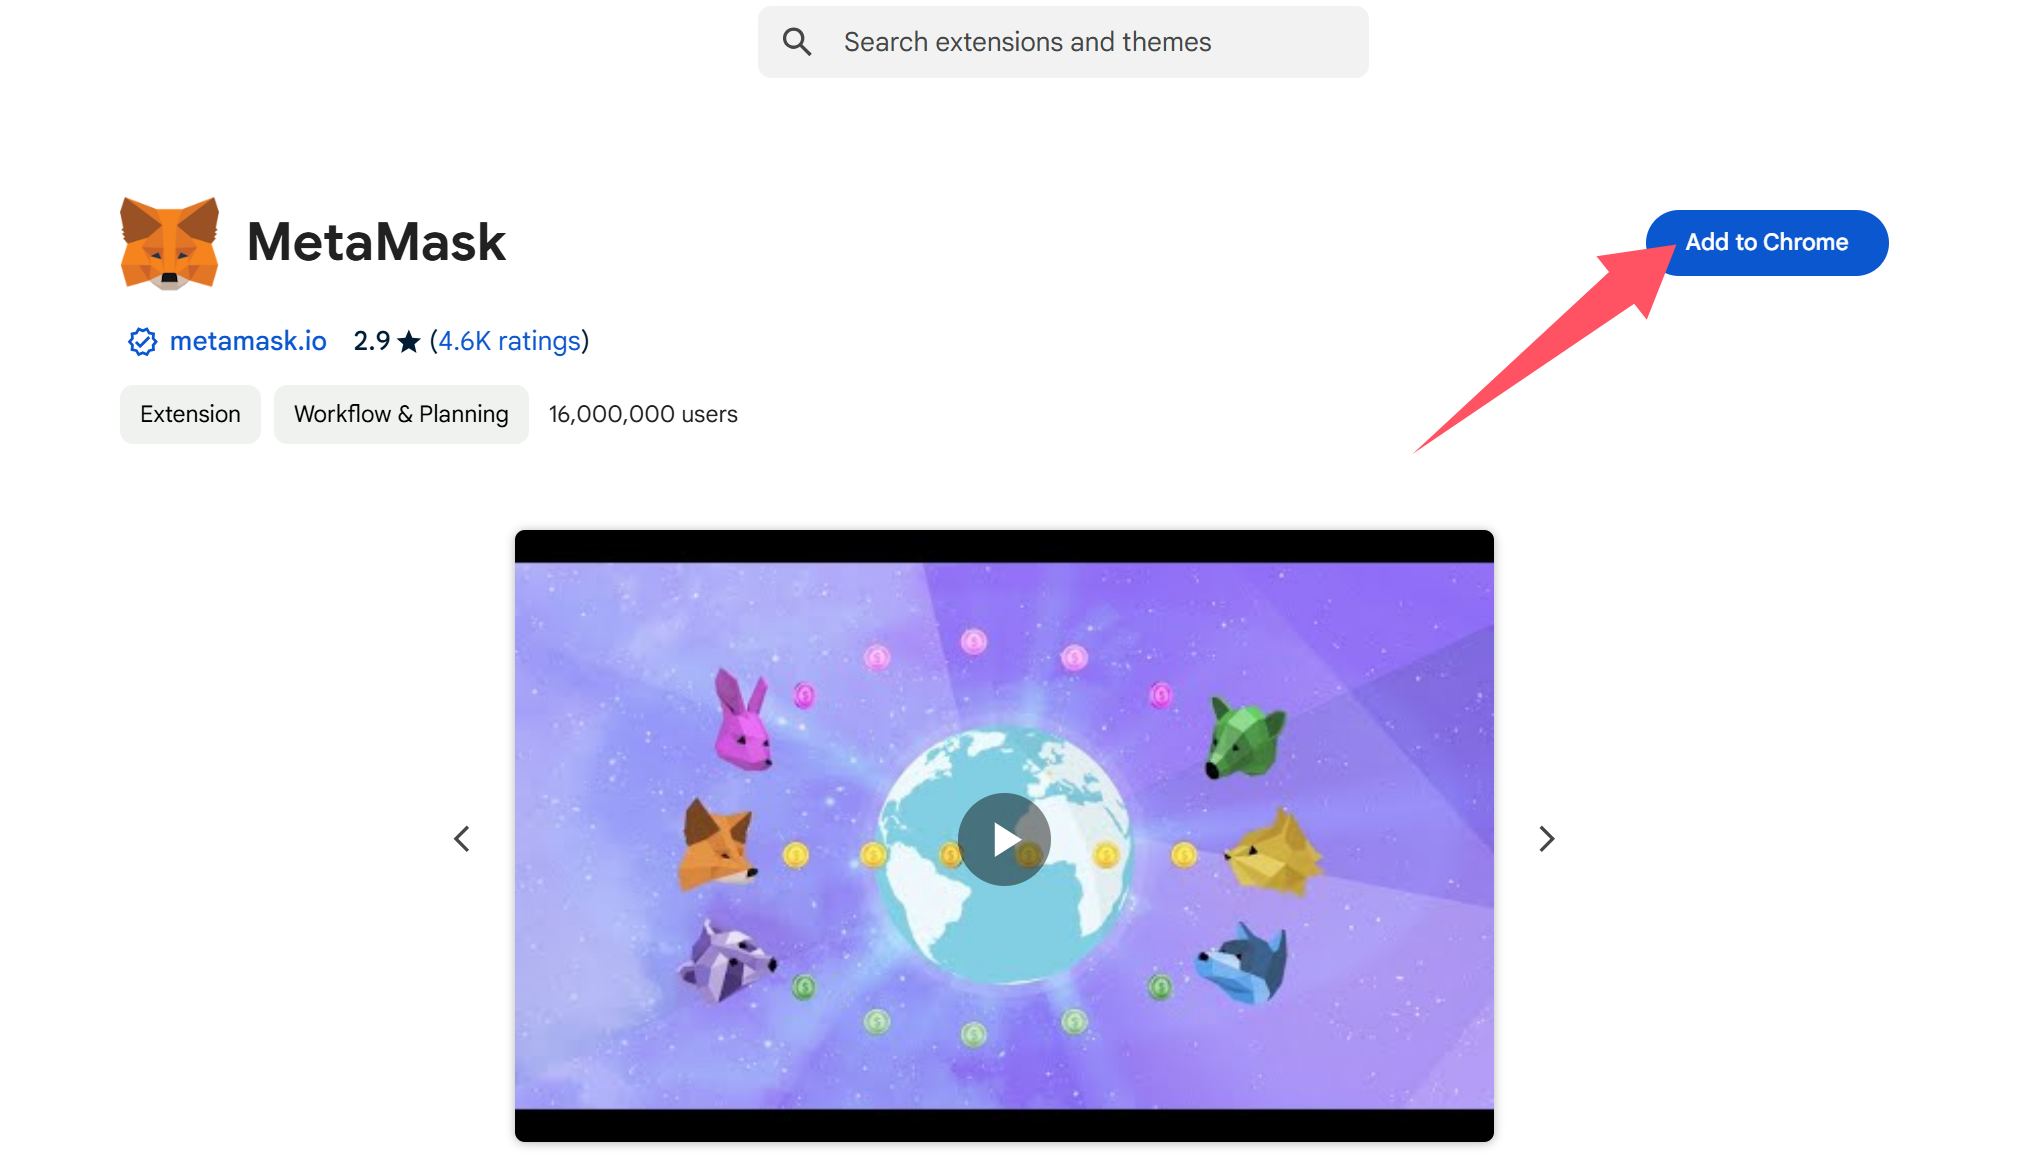 Search extensions and themes
MetaMask
Add to Chrome
metamask.io 2.9 ★ (4.6K ratings)
Extension Workflow & Planning 16,000,000 users